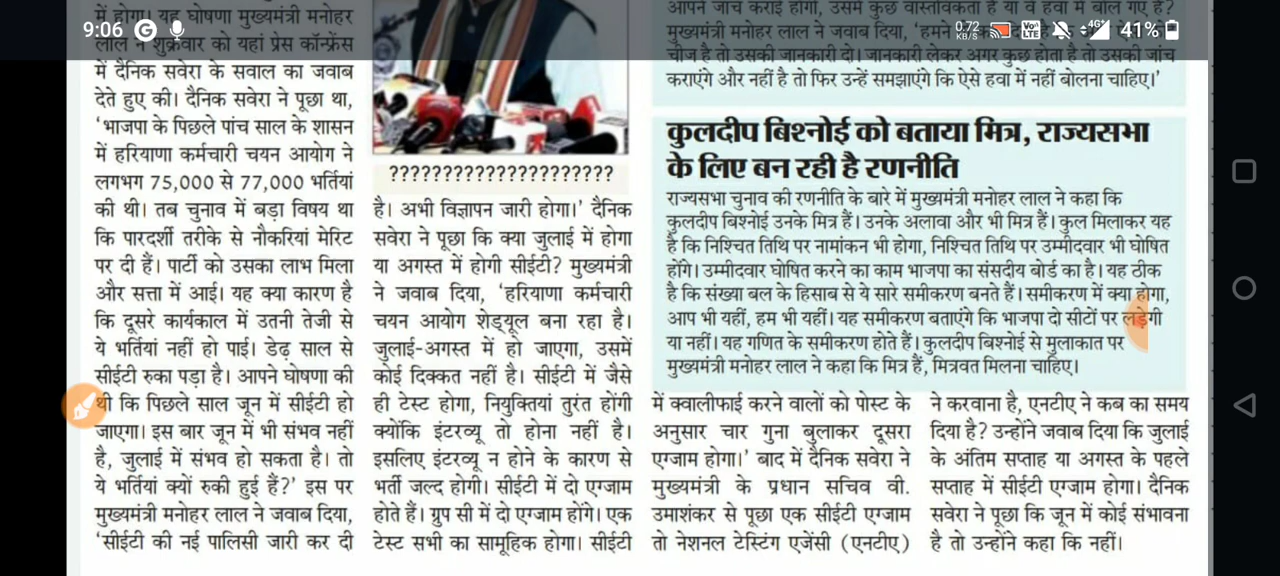 9:06
0.72
KB/S
Vo
LTE
4G
41%
में होगा। यह घोषणा मुख्यमंत्री मनोहर
लाल ने शुक्रवार को यहां प्रेस कॉन्फ्रेंस
में दैनिक सवेरा के सवाल का जवाब
देते हुए की। दैनिक सवेरा ने पूछा था,
‘भाजपा के पिछले पांच साल के शासन
में हरियाणा कर्मचारी चयन आयोग ने
लगभग 75,000 से 77,000 भर्तियां
की थी। तब चुनाव में बड़ा विषय था
कि पारदर्शी तरीके से नौकरियां मेरिट
पर दी हैं। पार्टी को उसका लाभ मिला
और सत्ता में आई। यह क्या कारण है
कि दूसरे कार्यकाल में उतनी तेजी से
ये भर्तियां नहीं हो पाई। डेढ़ साल से
सीईटी रुका पड़ा है। आपने घोषणा की
थी कि पिछले साल जून में सीईटी हो
जाएगा। इस बार जून में भी संभव नहीं
है, जुलाई में संभव हो सकता है। तो
ये भर्तियां क्यों रुकी हुई हैं?’ इस पर
मुख्यमंत्री मनोहर लाल ने जवाब दिया,
‘सीईटी की नई पालिसी जारी कर दी
????????????????????? 
है। अभी विज्ञापन जारी होगा।’ दैनिक
सवेरा ने पूछा कि क्या जुलाई में होगा
या अगस्त में होगी सीईटी? मुख्यमंत्री
ने जवाब दिया, ‘हरियाणा कर्मचारी
चयन आयोग शेड्यूल बना रहा है।
जुलाई-अगस्त में हो जाएगा, उसमें
कोई दिक्कत नहीं है। सीईटी में जैसे
ही टेस्ट होगा, नियुक्तियां तुरंत होंगी
क्योंकि इंटरव्यू तो होना नहीं है।
इसलिए इंटरव्यू न होने के कारण से
भर्ती जल्द होगी। सीईटी में दो एग्जाम
होते हैं। ग्रुप सी में दो एग्जाम होंगे। एक
टेस्ट सभी का सामूहिक होगा। सीईटी
आपने जांच कराई होगी, उसमें कुछ वास्तविकता है या वे हवा में बोल गए हैं?
मुख्यमंत्री मनोहर लाल ने जवाब दिया, ‘हमने
चीज है तो उसकी जानकारी दो। जानकारी लेकर अगर कुछ होता है तो उसकी जांच
कराएंगे और नहीं है तो फिर उन्हें समझाएंगे कि ऐसे हवा में नहीं बोलना चाहिए।’
कुलदीप बिश्नोई को बताया मित्र, राज्यसभा
के लिए बन रही है रणनीति
राज्यसभा चुनाव की रणनीति के बारे में मुख्यमंत्री मनोहर लाल ने कहा कि
कुलदीप बिश्नोई उनके मित्र हैं। उनके अलावा और भी मित्र हैं। कुल मिलाकर यह
है कि निश्चित तिथि पर नामांकन भी होगा, निश्चित तिथि पर उम्मीदवार भी घोषित
होंगे। उम्मीदवार घोषित करने का काम भाजपा का संसदीय बोर्ड का है। यह ठीक
है कि संख्या बल के हिसाब से ये सारे समीकरण बनते हैं। समीकरण में क्या होगा,
आप भी यहीं, हम भी यहीं। यह समीकरण बताएंगे कि भाजपा दो सीटों पर लड़ेगी
या नहीं। यह गणित के समीकरण होते हैं। कुलदीप बिश्नोई से मुलाकात पर
मुख्यमंत्री मनोहर लाल ने कहा कि मित्र हैं, मित्रवत मिलना चाहिए।
में क्वालीफाई करने वालों को पोस्ट के
अनुसार चार गुना बुलाकर दूसरा
एग्जाम होगा।’ बाद में दैनिक सवेरा ने
मुख्यमंत्री के प्रधान सचिव वी.
उमाशंकर से पूछा एक सीईटी एग्जाम
तो नेशनल टेस्टिंग एजेंसी (एनटीए)
ने करवाना है, एनटीए ने कब का समय
दिया है? उन्होंने जवाब दिया कि जुलाई
के अंतिम सप्ताह या अगस्त के पहले
सप्ताह में सीईटी एग्जाम होगा। दैनिक
सवेरा ने पूछा कि जून में कोई संभावना
है तो उन्होंने कहा कि नहीं।